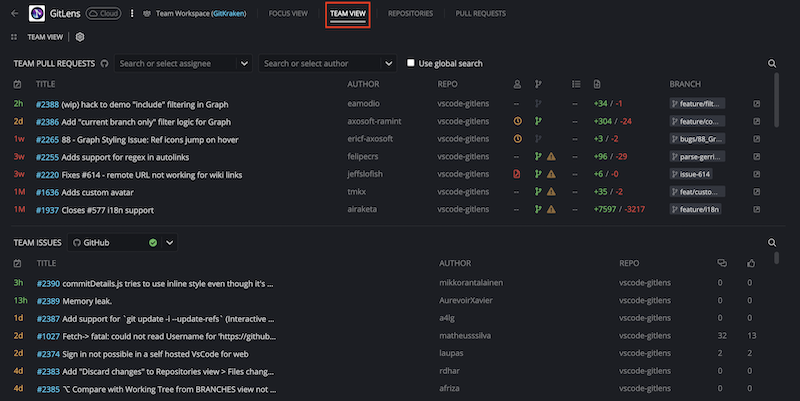 GitLens Cloud Team Workspace (GitKraken) FOCUS VIEW TEAM VIEW REPOSITORIES PULL REQUESTS
TEAM VIEW
TEAM PULL REQUESTS Search or select assignee Search or select author Use global search
TITLE AUTHOR REPO BRANCH
2h #2388 (wip) hack to demo "include" filtering in Graph eamodio vscode-gitlens -- -- +34 / -1 feature/filt...
2d #2386 Add "current branch only" filter logic for Graph axosoft-ramint vscode-gitlens -- +304 / -24 feature/co...
1w #2265 88 - Graph Styling Issue: Ref icons jump on hover ericf-axosoft vscode-gitlens -- +3 / -2 bugs/88_Gr...
3w #2255 Adds support for regex in autolinks felipecrs vscode-gitlens -- -- +96 / -29 parse-gerri...
3w #2220 Fixes #614 - remote URL not working for wiki links jeffslofish vscode-gitlens -- +6 / -0 issue-614
1M #1636 Adds custom avatar tmkx vscode-gitlens -- -- +35 / -2 feat/custo...
1M #1937 Closes #577 i18n support airaketa vscode-gitlens -- -- +7597 / -3217 feature/i18n
TEAM ISSUES GitHub
TITLE AUTHOR REPO
3h #2390 commitDetails.js tries to use inline style even though it's ... mikkorantalainen vscode-gitlens 0 0
13h #2389 Memory leak. AurevoirXavier vscode-gitlens 0 0
1d #2387 Add support for `git update -i --update-refs` (Interactive ... a4lg vscode-gitlens 0 0
2d #1027 Fetch-> fatal: could not read Username for 'https://github... matheusssilva vscode-gitlens 32 13
2d #2374 Sign in not possible in a self hosted VsCode for web laupas vscode-gitlens 2 2
4d #2383 Add "Discard changes" to Repositories view > Files chang... rdhar vscode-gitlens 0 0
4d #2385 ⌥ Compare with Working Tree from BRANCHES view not ... afriza vscode-gitlens 0 0